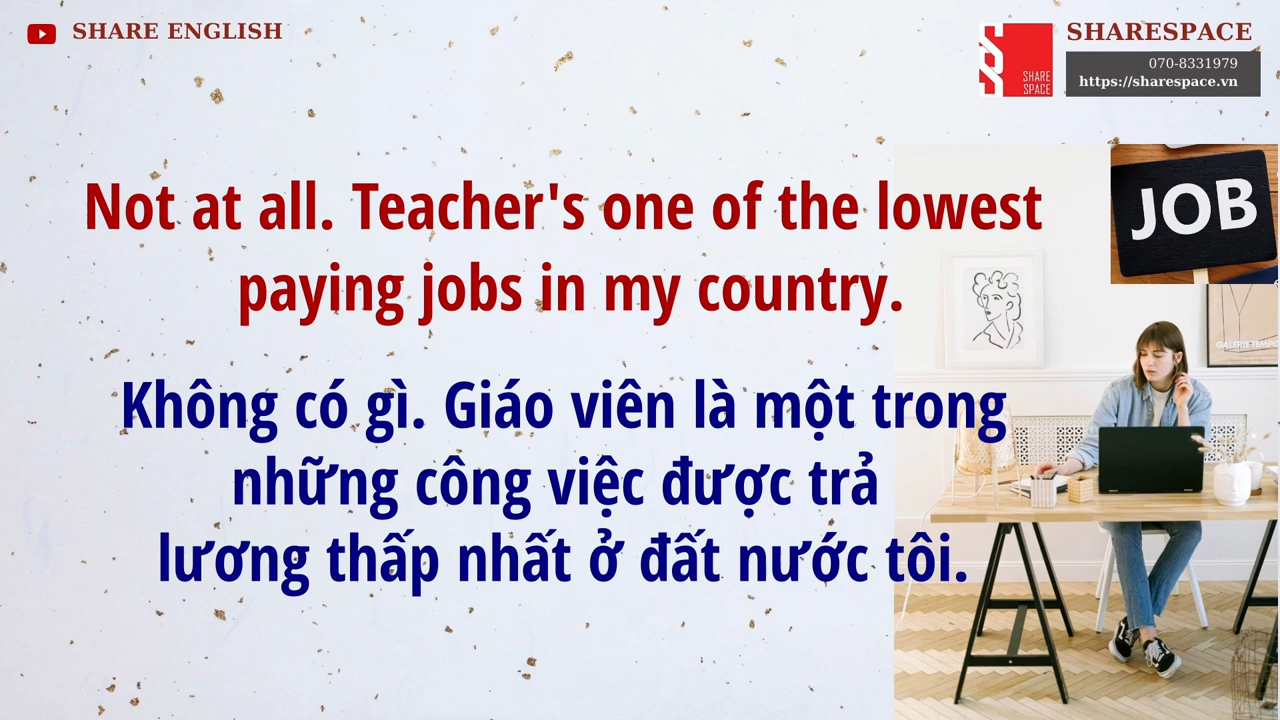 SHARE ENGLISH
SHARESPACE
070-8331979
https://sharespace.vn
SHARE
SPACE
JOB
Not at all. Teacher's one of the lowest
paying jobs in my country.
GALERIE TEMPO
Không có gì. Giáo viên là một trong
những công việc được trả
lương thấp nhất ở đất nước tôi.